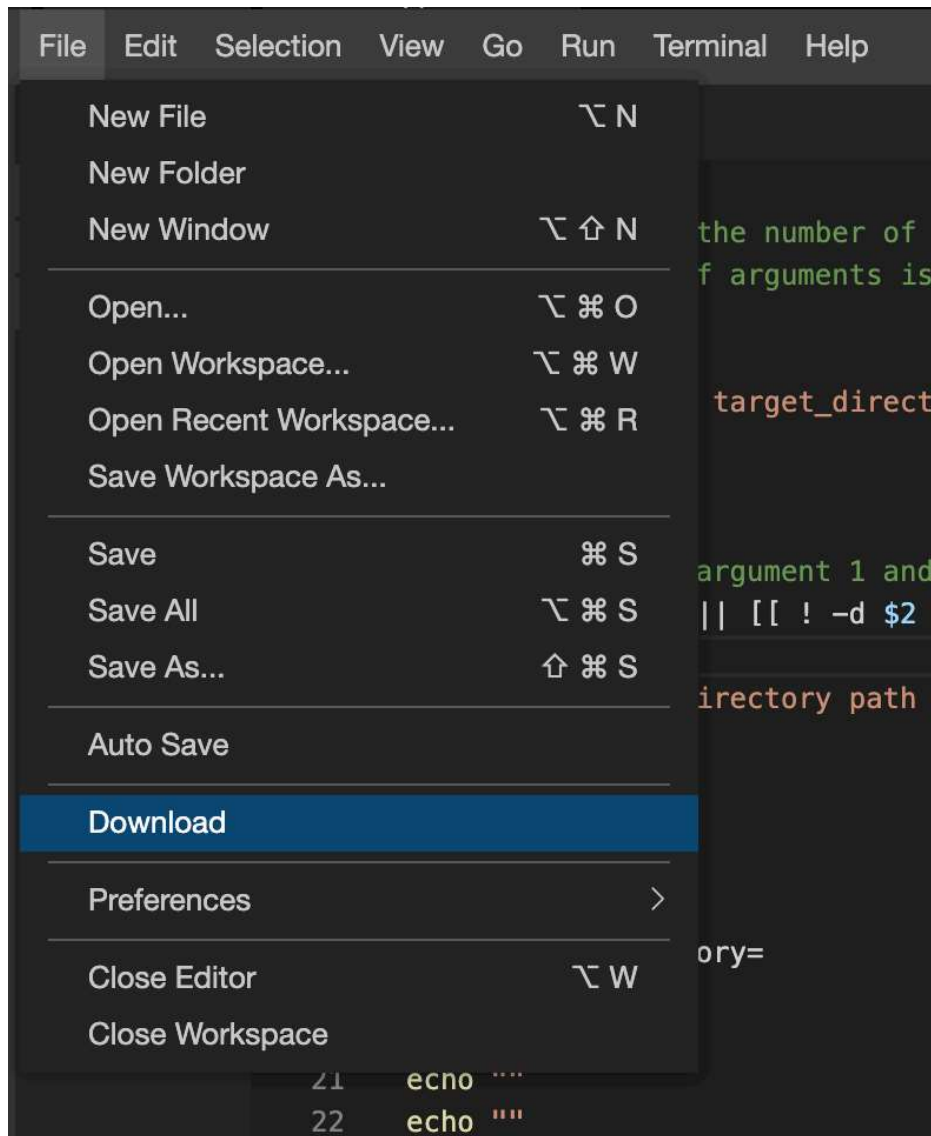 File Edit Selection View Go Run Terminal Help
New File ⌥ N
New Folder
New Window ⌥ ⇧ N
the number of
f arguments is
Open... ⌥ ⌘ O
Open Workspace... ⌥ ⌘ W
Open Recent Workspace... ⌥ ⌘ R
target_direct
Save Workspace As...
Save ⌘ S
argument 1 and
Save All ⌥ ⌘ S
|| [[ ! -d $2
Save As... ⇧ ⌘ S
irectory path
Auto Save
Download
Preferences >
ory=
Close Editor ⌥ W
Close Workspace
21 echo ""
22 echo ""